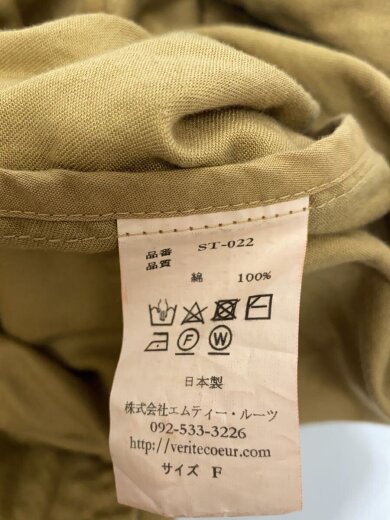 品番 ST-022
品質
綿 100%
F W
日本製
株式会社エムティー・ルーツ
092-533-3226
http://veritecoeur.com
サイズ F